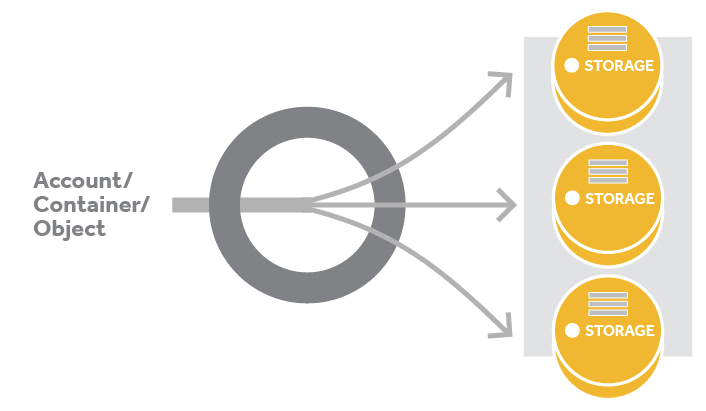 Account/
Container/
Object
STORAGE
STORAGE
STORAGE